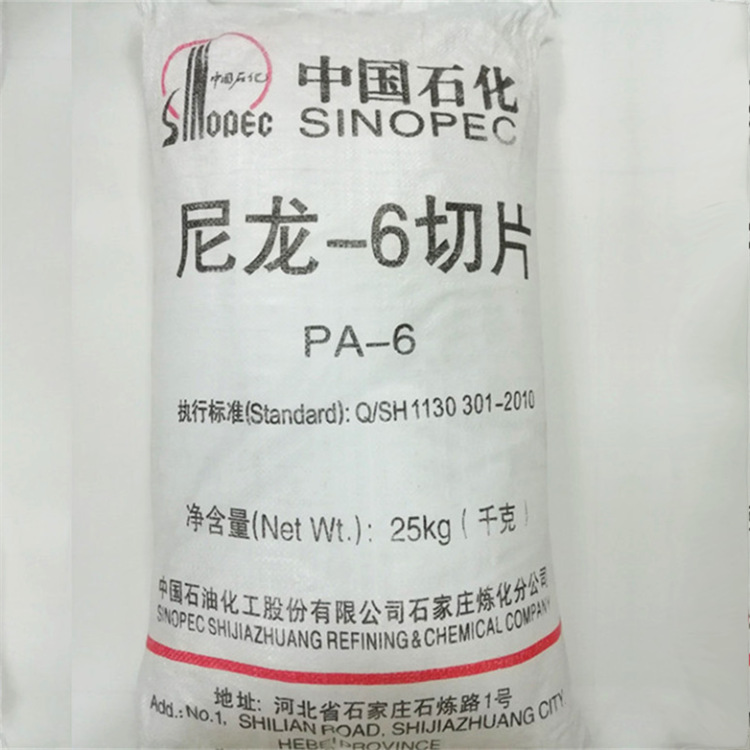 中国石化
SINOPEC
中国石化
SINOPEC
尼龙-6切片
PA-6
执行标准(Standard): Q/SH 1130 301-2010
净含量(Net Wt.): 25kg(千克)
中国石油化工股份有限公司石家庄炼化分公司
SINOPEC SHIJIAZHUANG REFINING & CHEMICAL COMPANY
地址: 河北省石家庄石炼路1号
Add.: No.1, SHILIAN ROAD. SHIJIAZHUANG CITY
HEBEI PROVINCE